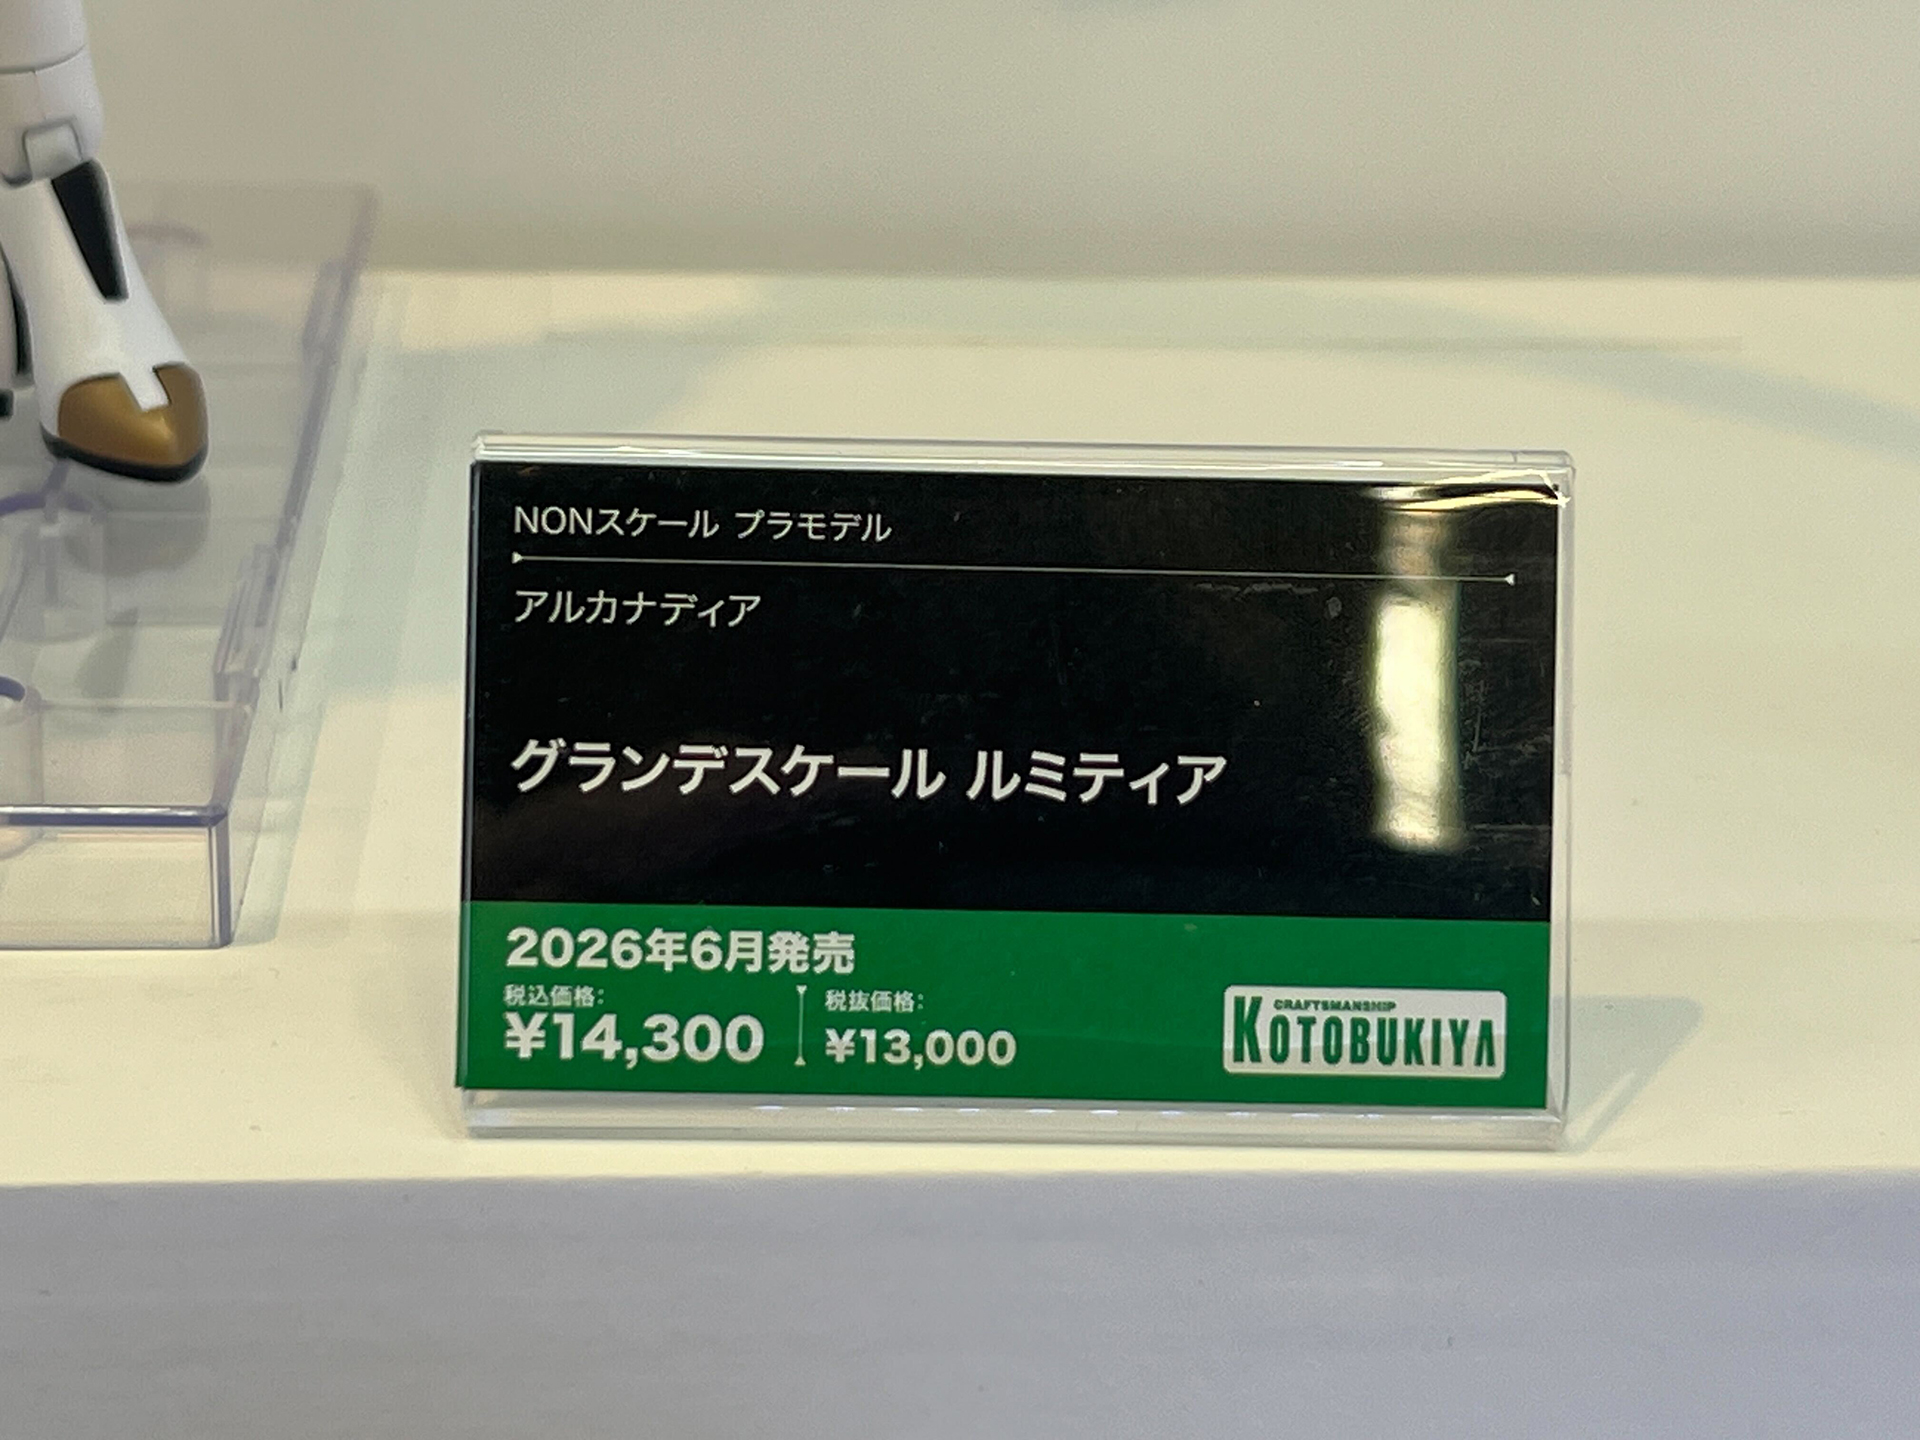 NONスケール プラモデル
アルカナディア
グランデスケール ルミティア
2026年6月発売
税込価格:
¥14,300
税抜価格:
¥13,000
CRAFTSMANSHIP
KOTOBUKIYA